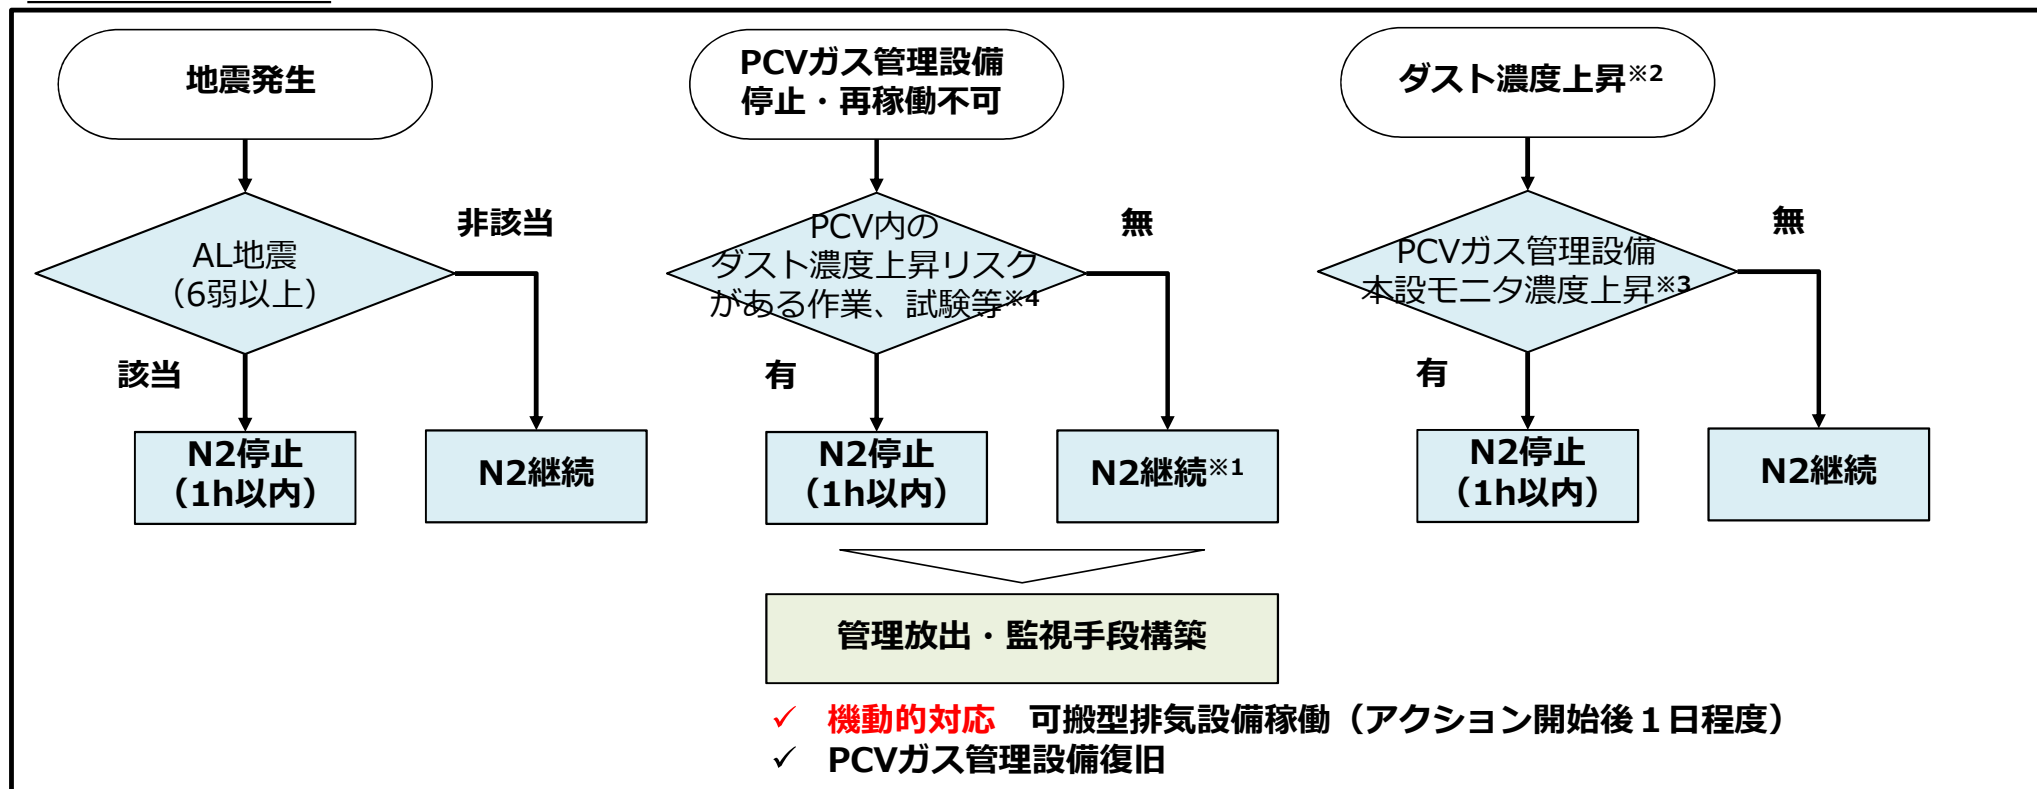 地震発生
AL地震
（6弱以上）
非該当
該当
N2停止
（1h以内）
N2継続
PCVガス管理設備
停止・再稼働不可
PCV内の
ダスト濃度上昇リスク
がある作業、試験等※4
無
有
N2停止
（1h以内）
N2継続※1
ダスト濃度上昇※2
PCVガス管理設備
本設モニタ濃度上昇※3
無
有
N2停止
（1h以内）
N2継続
管理放出・監視手段構築
✓ 機動的対応　可搬型排気設備稼働（アクション開始後１日程度）
✓ PCVガス管理設備復旧